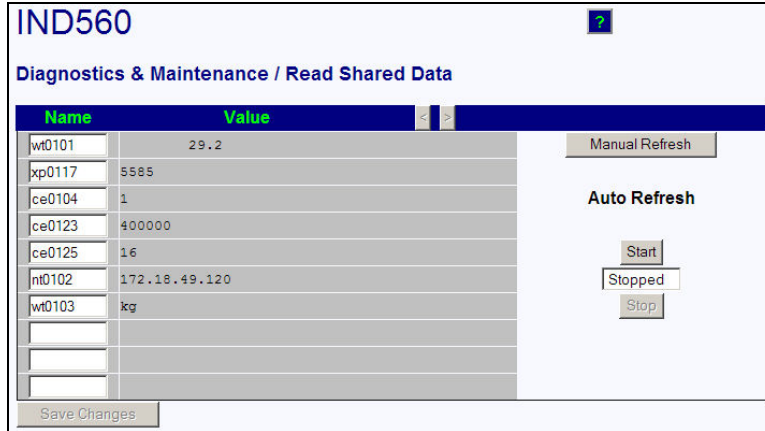 IND560 ?
Diagnostics & Maintenance / Read Shared Data
Name Value < >
wt0101 29.2 Manual Refresh
xp0117 5585
ce0104 1 Auto Refresh
ce0123 400000
ce0125 16 Start
nt0102 172.18.49.120 Stopped
wt0103 kg Stop
Save Changes